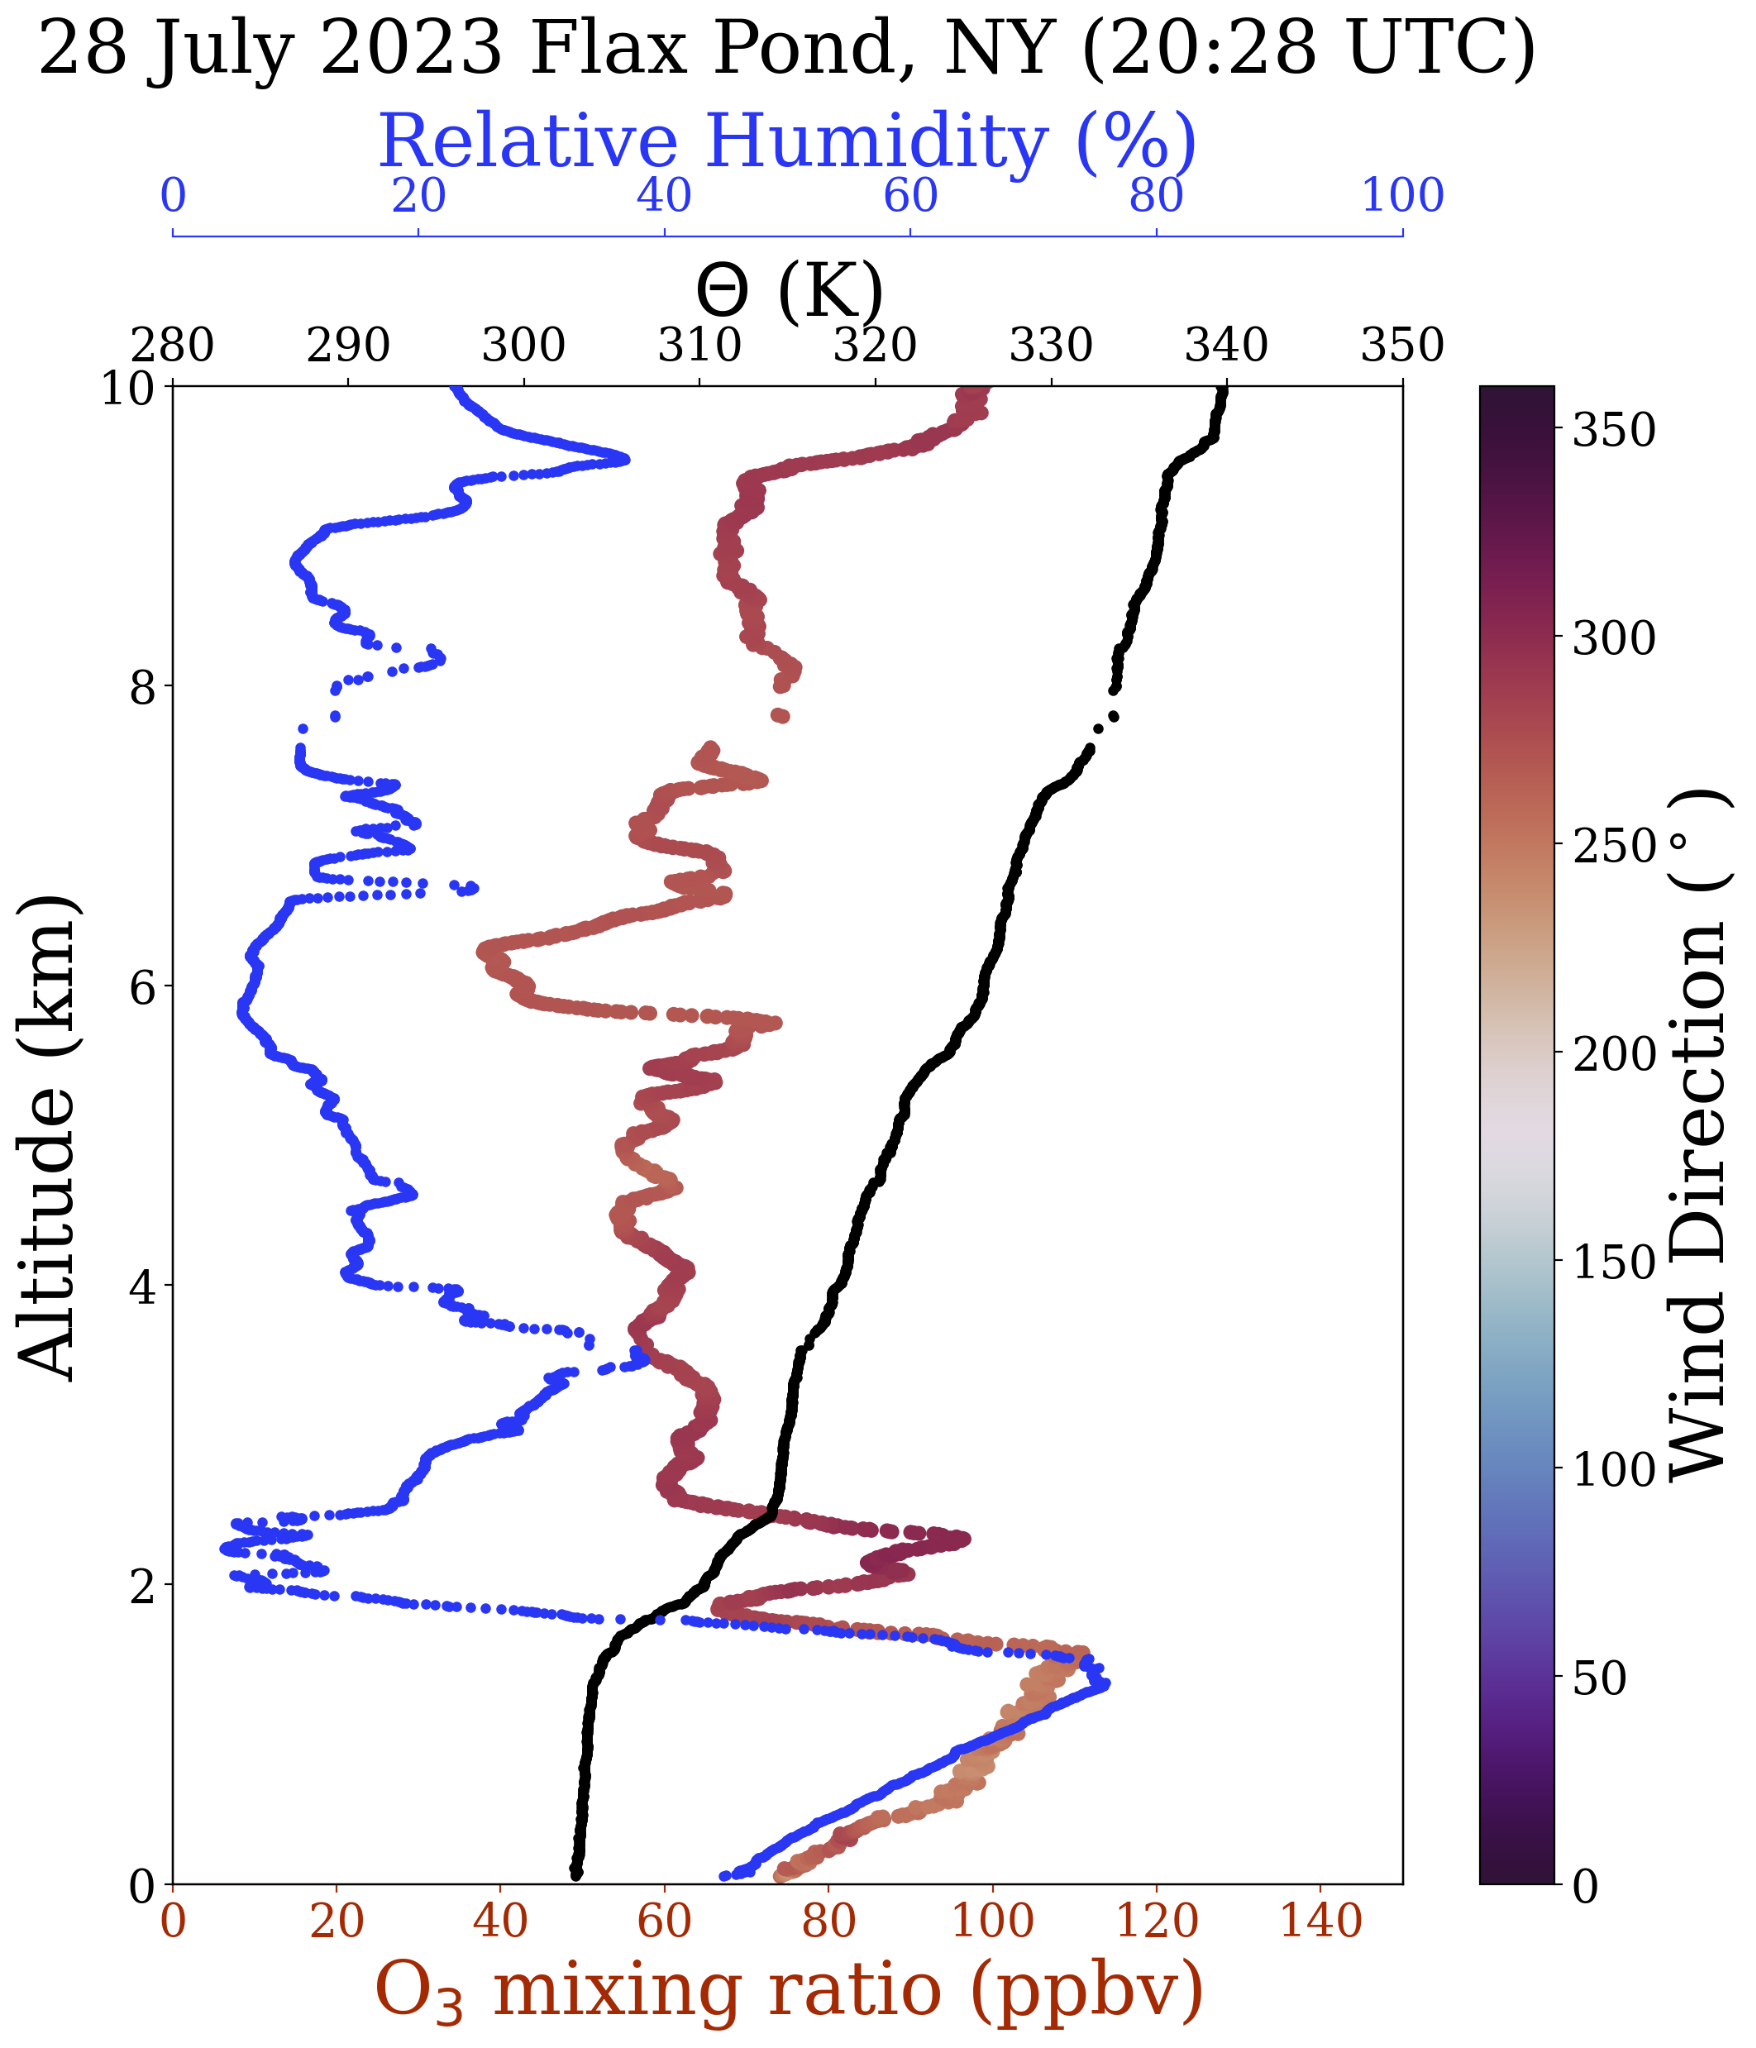 28 July 2023 Flax Pond, NY (20:28 UTC)
Relative Humidity (%)
0 20 40 60 80 100
Θ (K)
280 290 300 310 320 330 340 350
10
8
6
4
2
0
Altitude (km)
0 20 40 60 80 100 120 140
O₃ mixing ratio (ppbv)
350
300
250
200
150
100
50
0
Wind Direction (°)